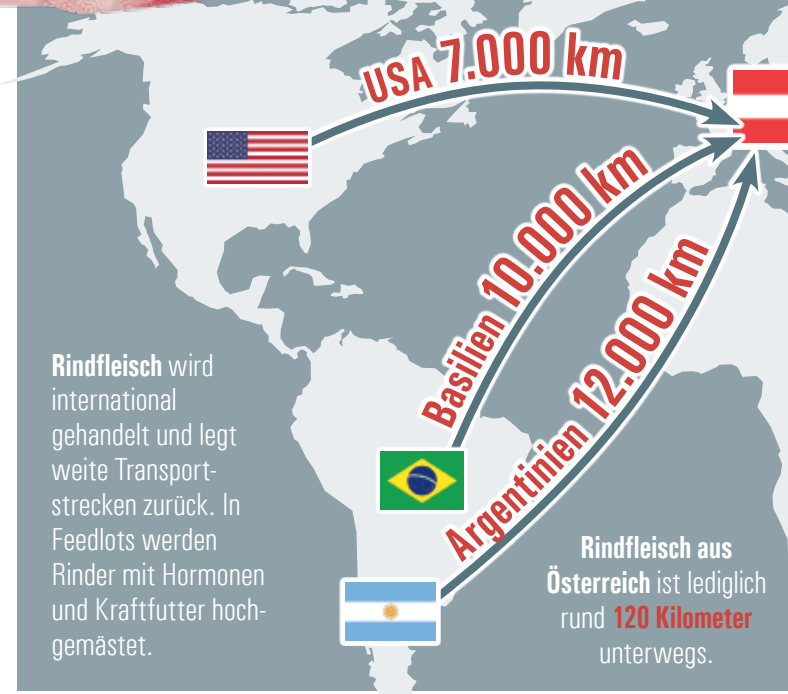 USA 7.000 km
Basilien 10.000 km
Argentinien 12.000 km
Rindfleisch wird
international
gehandelt und legt
weite Transport-
strecken zurück. In
Feedlots werden
Rinder mit Hormonen
und Kraftfutter hoch-
gemästet.
Rindfleisch aus
Österreich ist lediglich
rund 120 Kilometer
unterwegs.